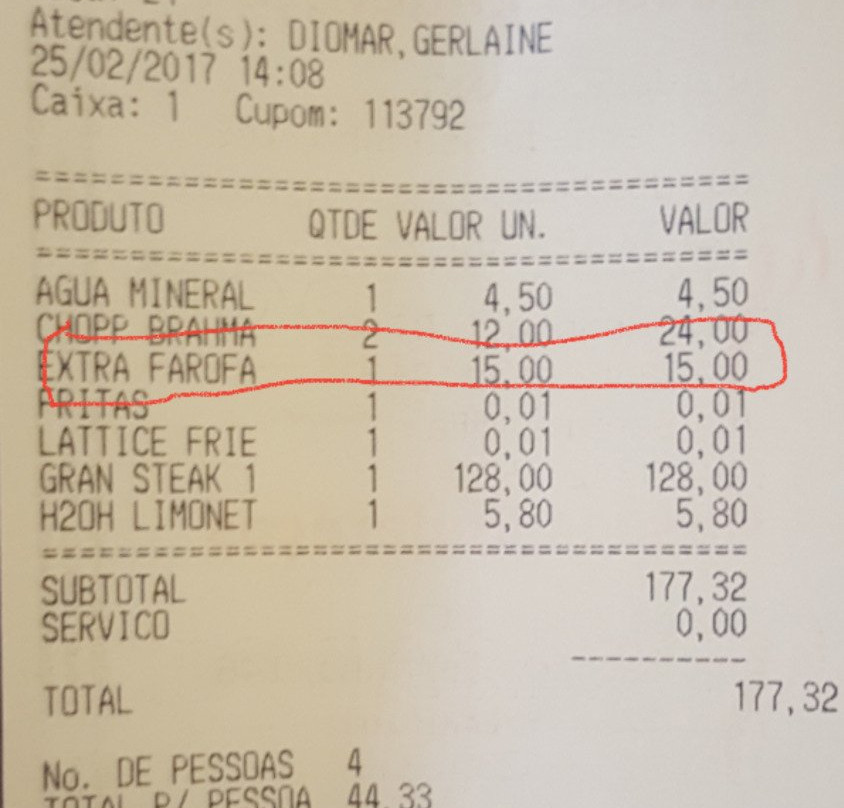 Atendente(s): DIOMAR,GERLAINE
25/02/2017 14:08
Caixa: 1 Cupom: 113792
======================================
PRODUTO QTDE VALOR UN. VALOR
======================================
AGUA MINERAL 1 4,50 4,50
CHOPP BRAHMA 2 12,00 24,00
EXTRA FAROFA 1 15,00 15,00
FRITAS 1 0,01 0,01
LATTICE FRIE 1 0,01 0,01
GRAN STEAK 1 1 128,00 128,00
H2OH LIMONET 1 5,80 5,80
======================================
SUBTOTAL 177,32
SERVICO 0,00
----------
TOTAL 177,32
No. DE PESSOAS 4
TOTAL P/ PESSOA 44,33